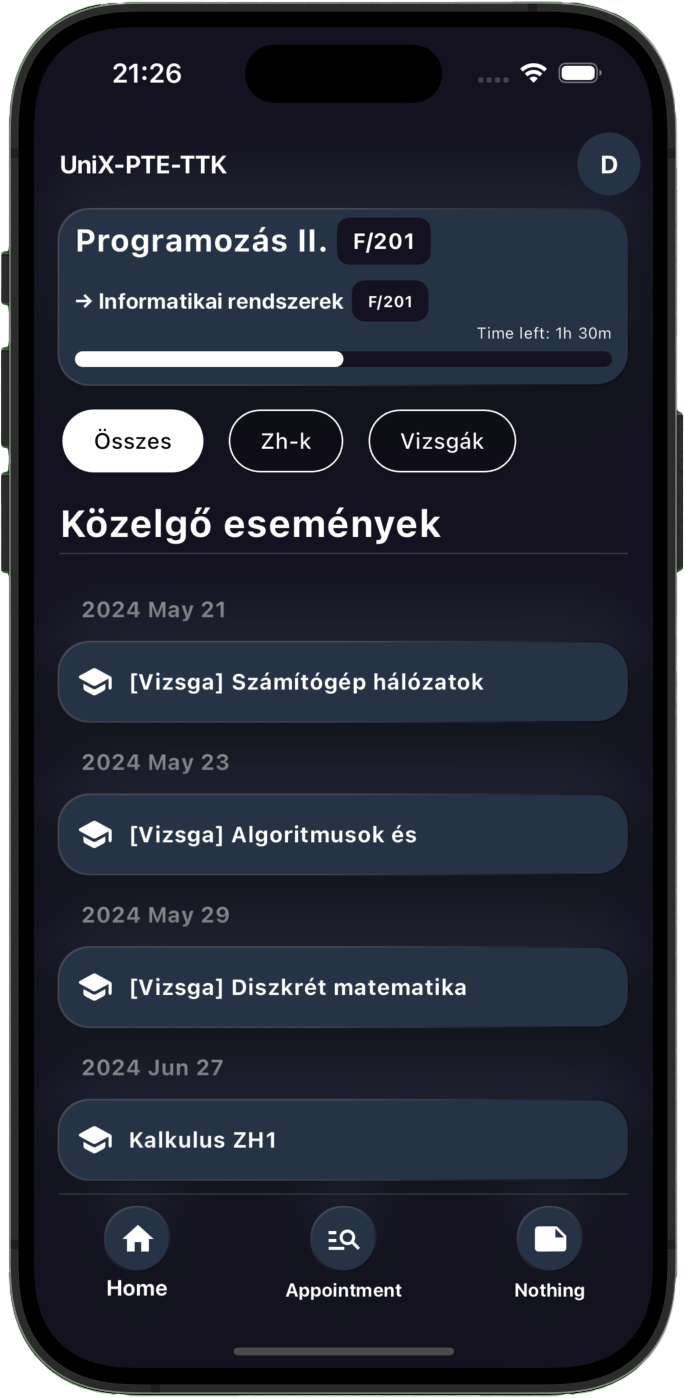 21:26
UniX-PTE-TTK
D
Programozás II. F/201
→ Informatikai rendszerek F/201
Time left: 1h 30m
Összes Zh-k Vizsgák
Közelgő események
2024 May 21
[Vizsga] Számítógép hálózatok
2024 May 23
[Vizsga] Algoritmusok és
2024 May 29
[Vizsga] Diszkrét matematika
2024 Jun 27
Kalkulus ZH1
Home Appointment Nothing